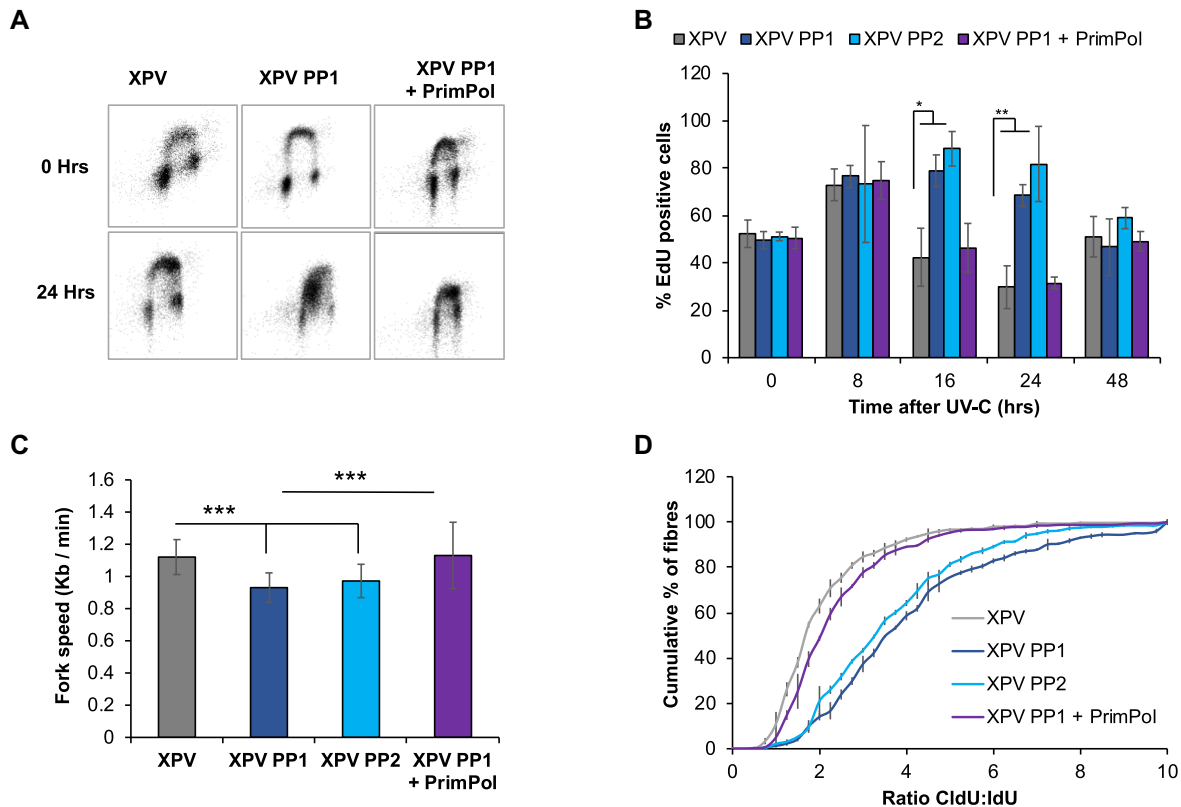 A
XPV
XPV PP1
XPV PP1
+ PrimPol
0 Hrs
24 Hrs
B
XPV XPV PP1 XPV PP2 XPV PP1 + PrimPol
120
100
80
60
40
20
0
% EdU positive cells
* **
0 8 16 24 48
Time after UV-C (hrs)
C
1.6
1.4
1.2
1
0.8
0.6
0.4
0.2
0
Fork speed (Kb / min)
***
***
XPV XPV PP1 XPV PP2 XPV PP1
+ PrimPol
D
120
100
80
60
40
20
0
Cumulative % of fibres
XPV
XPV PP1
XPV PP2
XPV PP1 + PrimPol
0 2 4 6 8 10
Ratio CldU:IdU